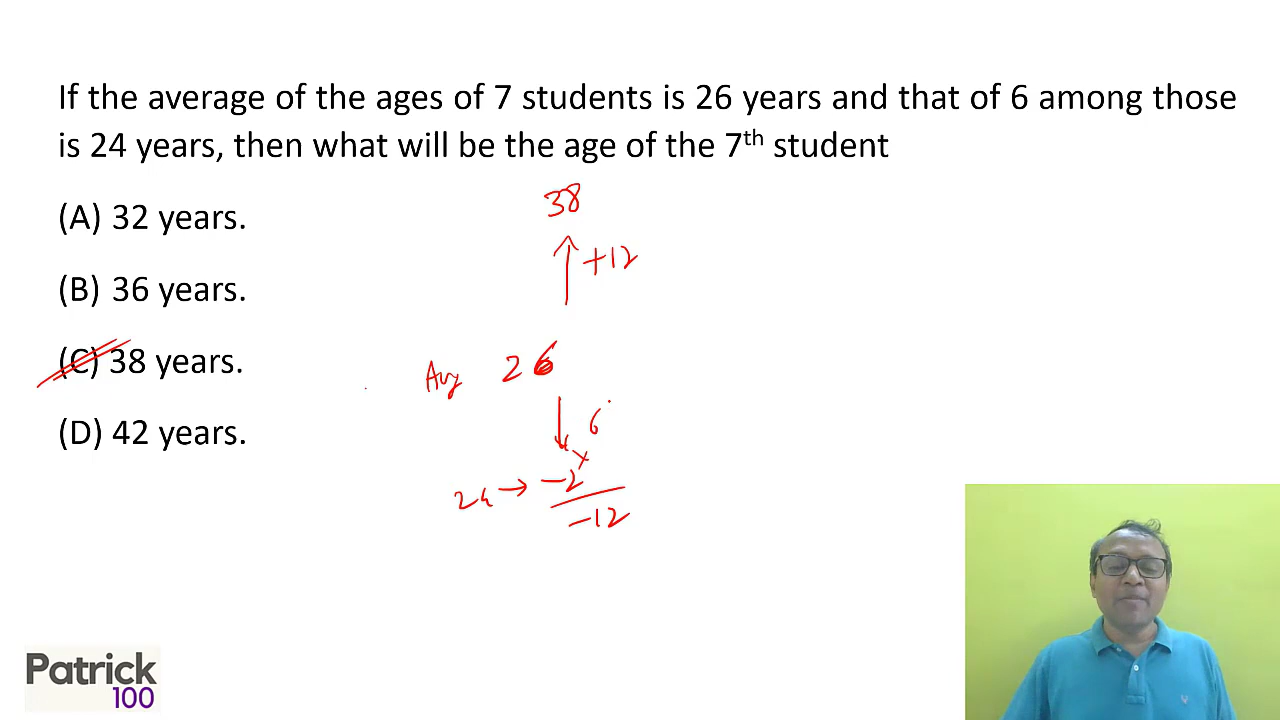 If the average of the ages of 7 students is 26 years and that of 6 among those
is 24 years, then what will be the age of the 7th student
(A) 32 years.
(B) 36 years.
(C) 38 years.
(D) 42 years.
38
+12
Avg 26
6
×
24 → -2
-12
Patrick
100